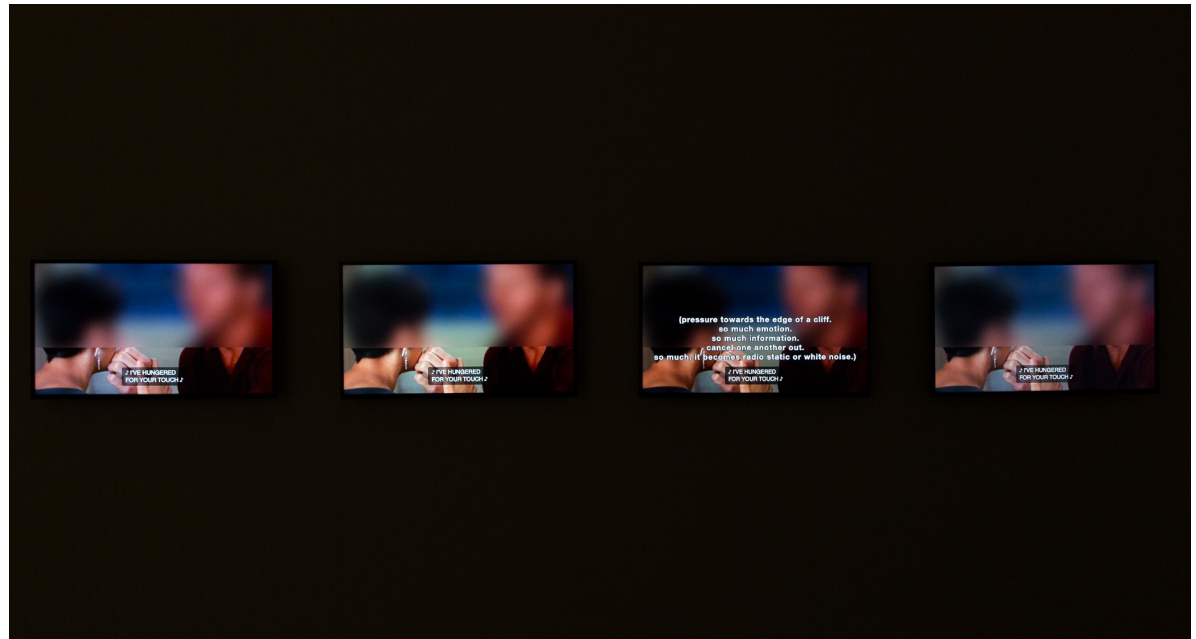 ♪ I'VE HUNGERED
FOR YOUR TOUCH ♪
♪ I'VE HUNGERED
FOR YOUR TOUCH ♪
(pressure towards the edge of a cliff.
so much emotion.
so much information.
cancel one another out.
so much, it becomes radio static or white noise.)
♪ I'VE HUNGERED
FOR YOUR TOUCH ♪
♪ I'VE HUNGERED
FOR YOUR TOUCH ♪